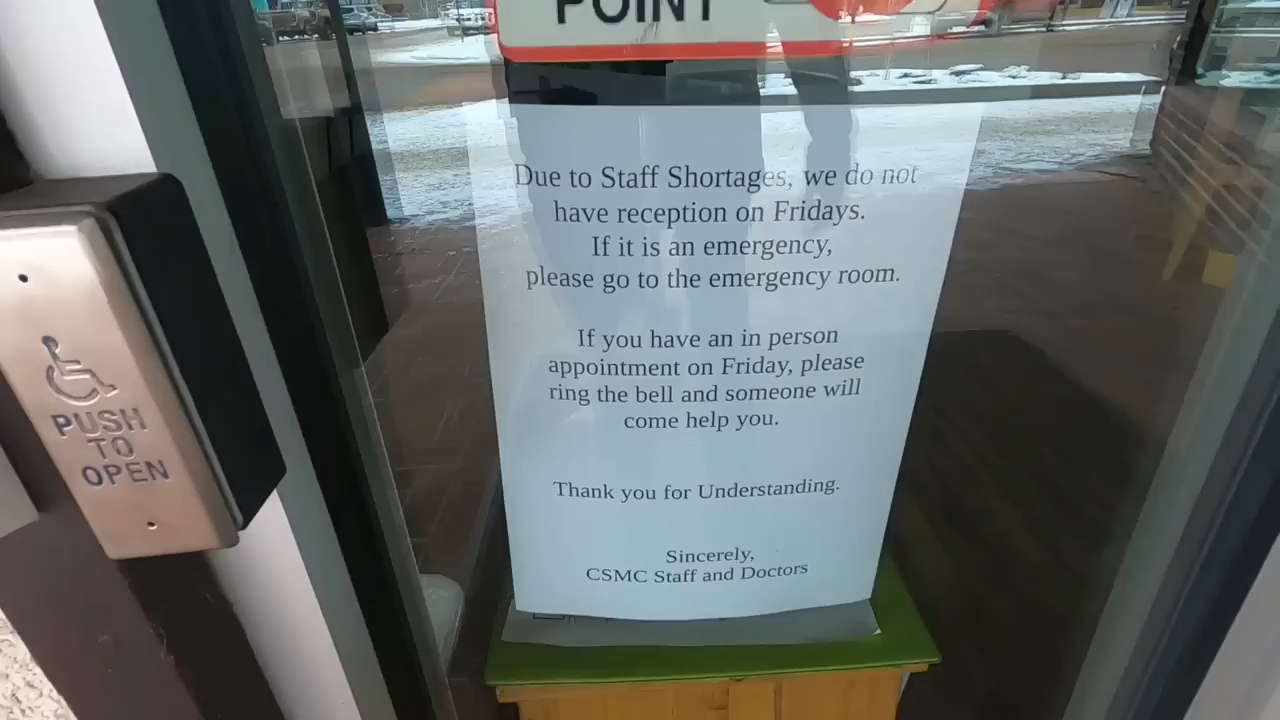 POINT
Due to Staff Shortages, we do not
have reception on Fridays.
If it is an emergency,
please go to the emergency room.
If you have an in person
appointment on Friday, please
ring the bell and someone will
come help you.
Thank you for Understanding.
Sincerely,
CSMC Staff and Doctors
PUSH
TO
OPEN